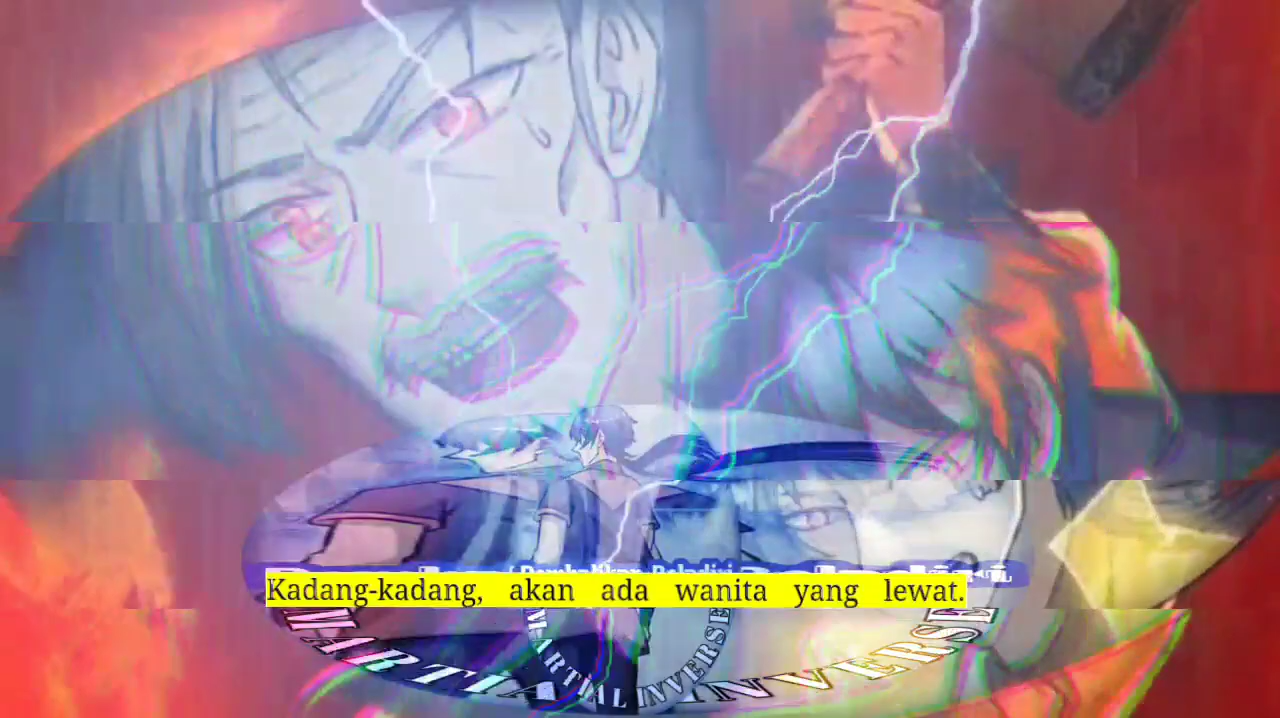 Kadang-kadang, akan ada wanita yang lewat.
MARTIAL INVERSE
MARTIAL INVERSE